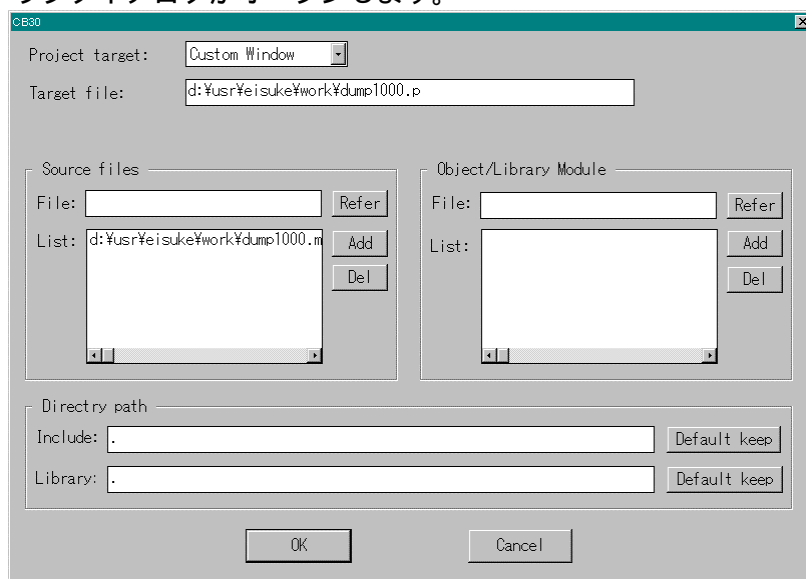 CB30
Project target: Custom Window
Target file: d:¥usr¥eisuke¥work¥dump1000.p
Source files
File: Refer
List: d:¥usr¥eisuke¥work¥dump1000.m Add
Del
Object/Library Module
File: Refer
List: Add
Del
Directry path
Include: . Default keep
Library: . Default keep
OK Cancel